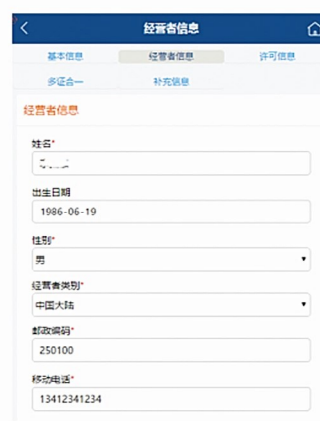 经营者信息
基本信息 经营者信息 许可信息
多证合一 补充信息
经营者信息
姓名*
出生日期
1986-06-19
性别*
男
经营者类别*
中国大陆
邮政编码*
250100
移动电话*
13412341234